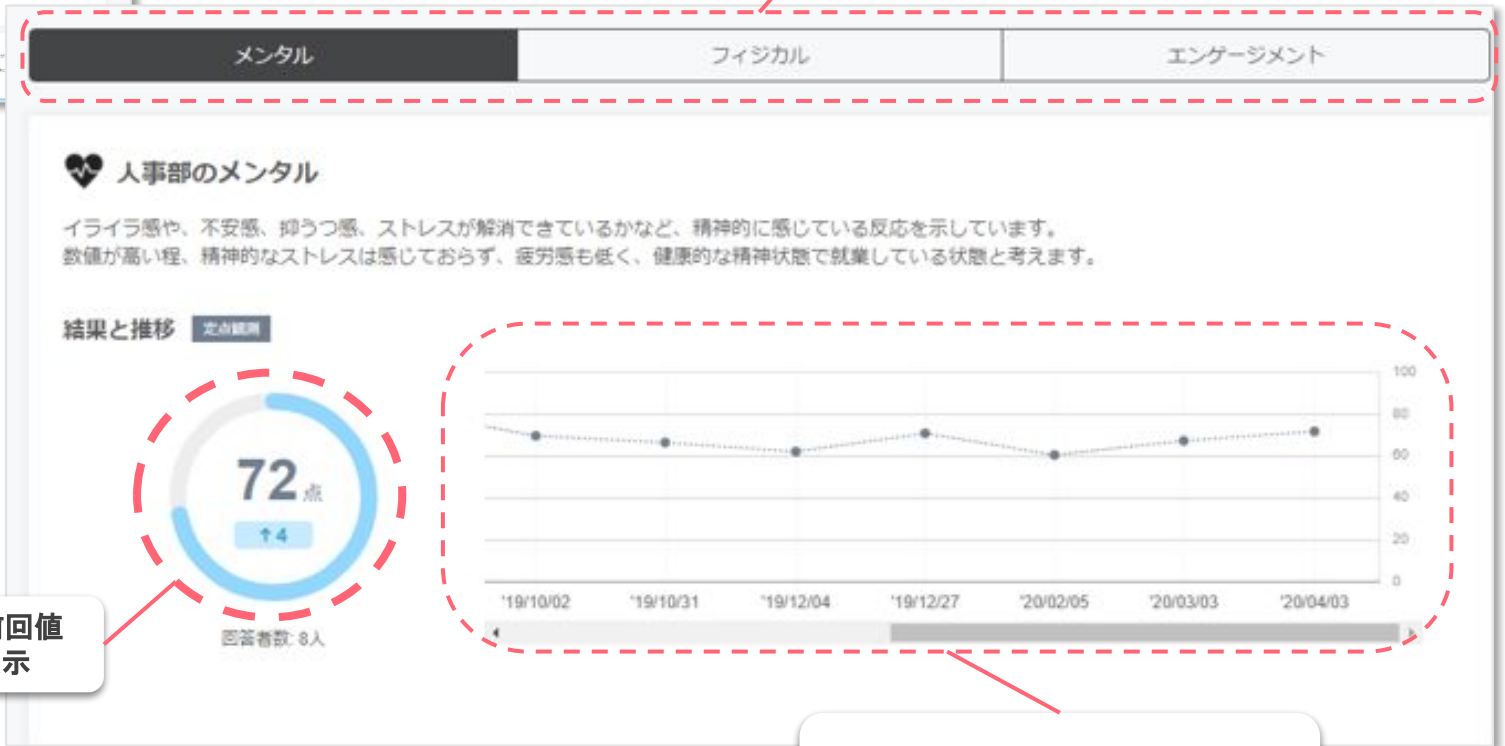 メンタル
フィジカル
エンゲージメント
人事部のメンタル
イライラ感や、不安感、抑うつ感、ストレスが解消できているかなど、精神的に感じている反応を示しています。
数値が高い程、精神的なストレスは感じておらず、疲労感も低く、健康的な精神状態で就業している状態と考えます。
結果と推移 定点観測
72点
↑4
回答者数: 8人
100
80
60
40
20
0
'19/10/02 '19/10/31 '19/12/04 '19/12/27 '20/02/05 '20/03/03 '20/04/03
回値
示